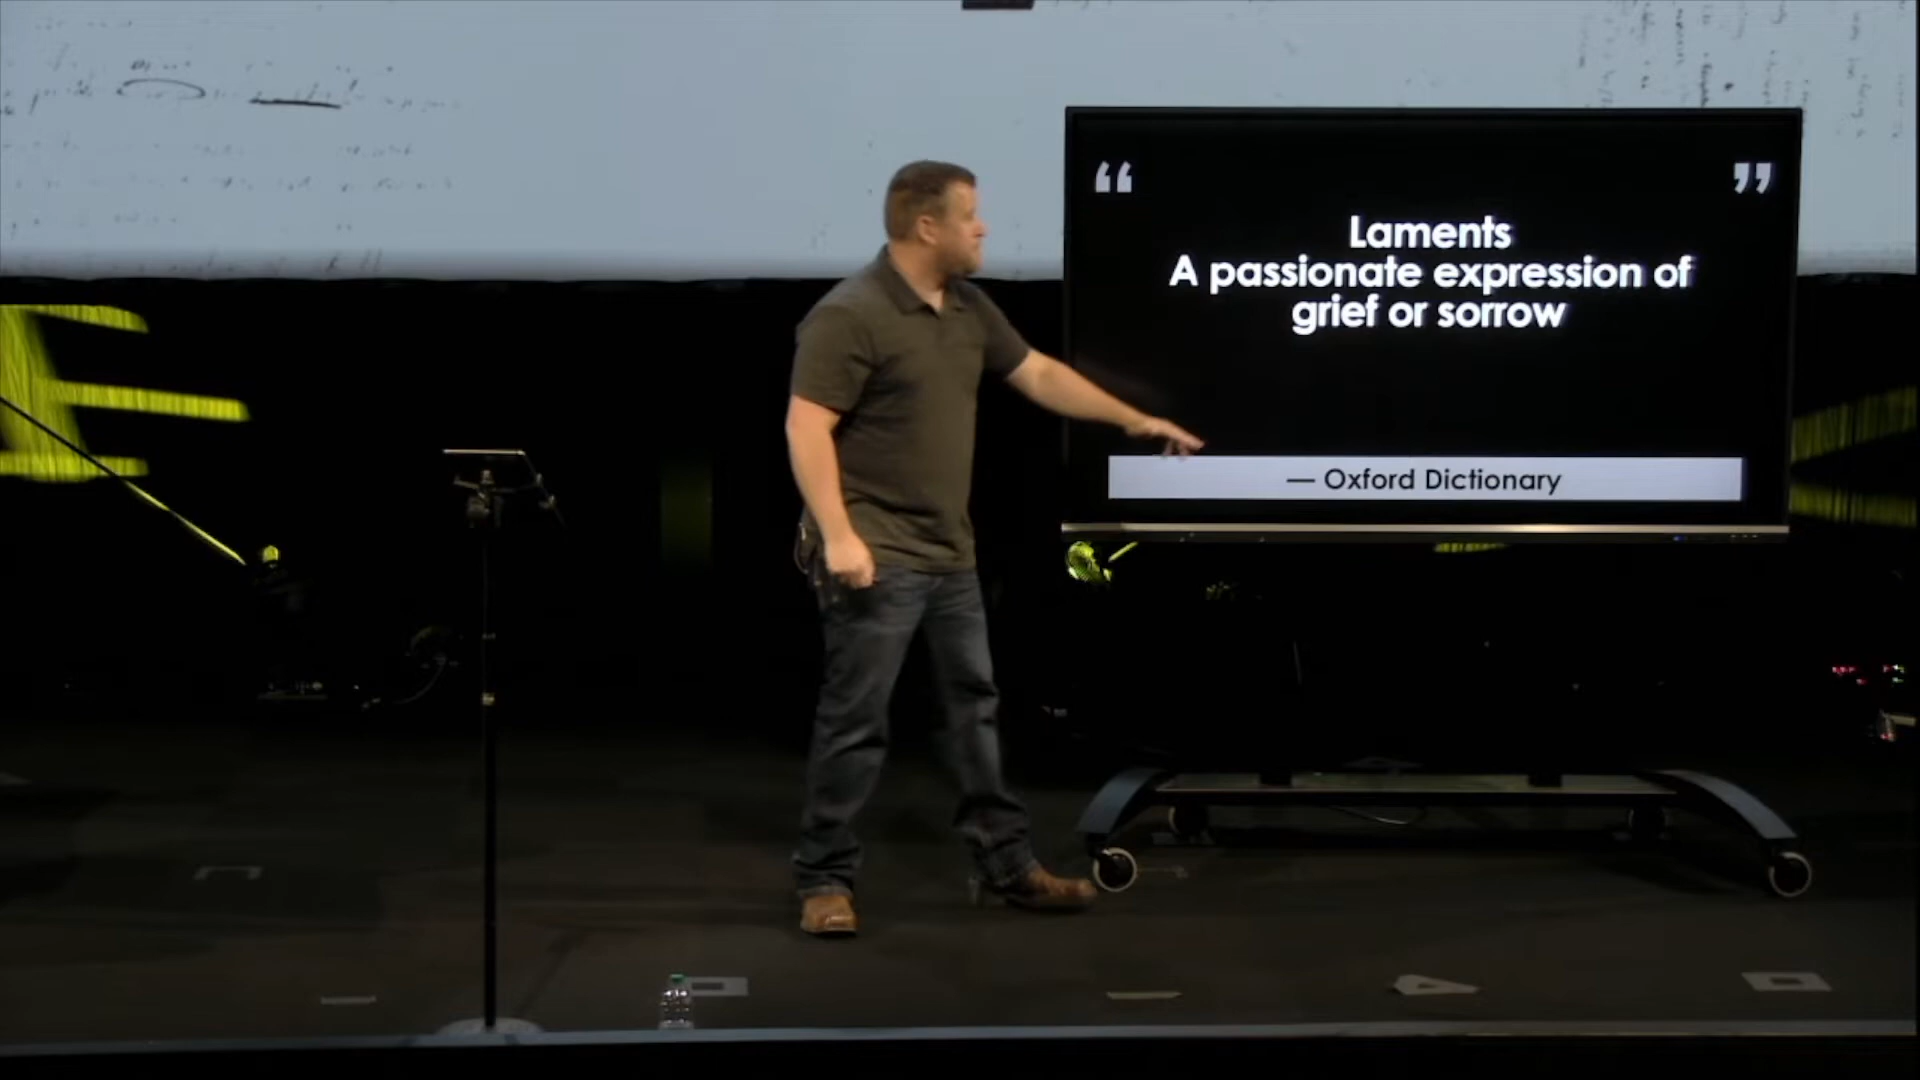 “ ”
Laments
A passionate expression of
grief or sorrow
— Oxford Dictionary
E